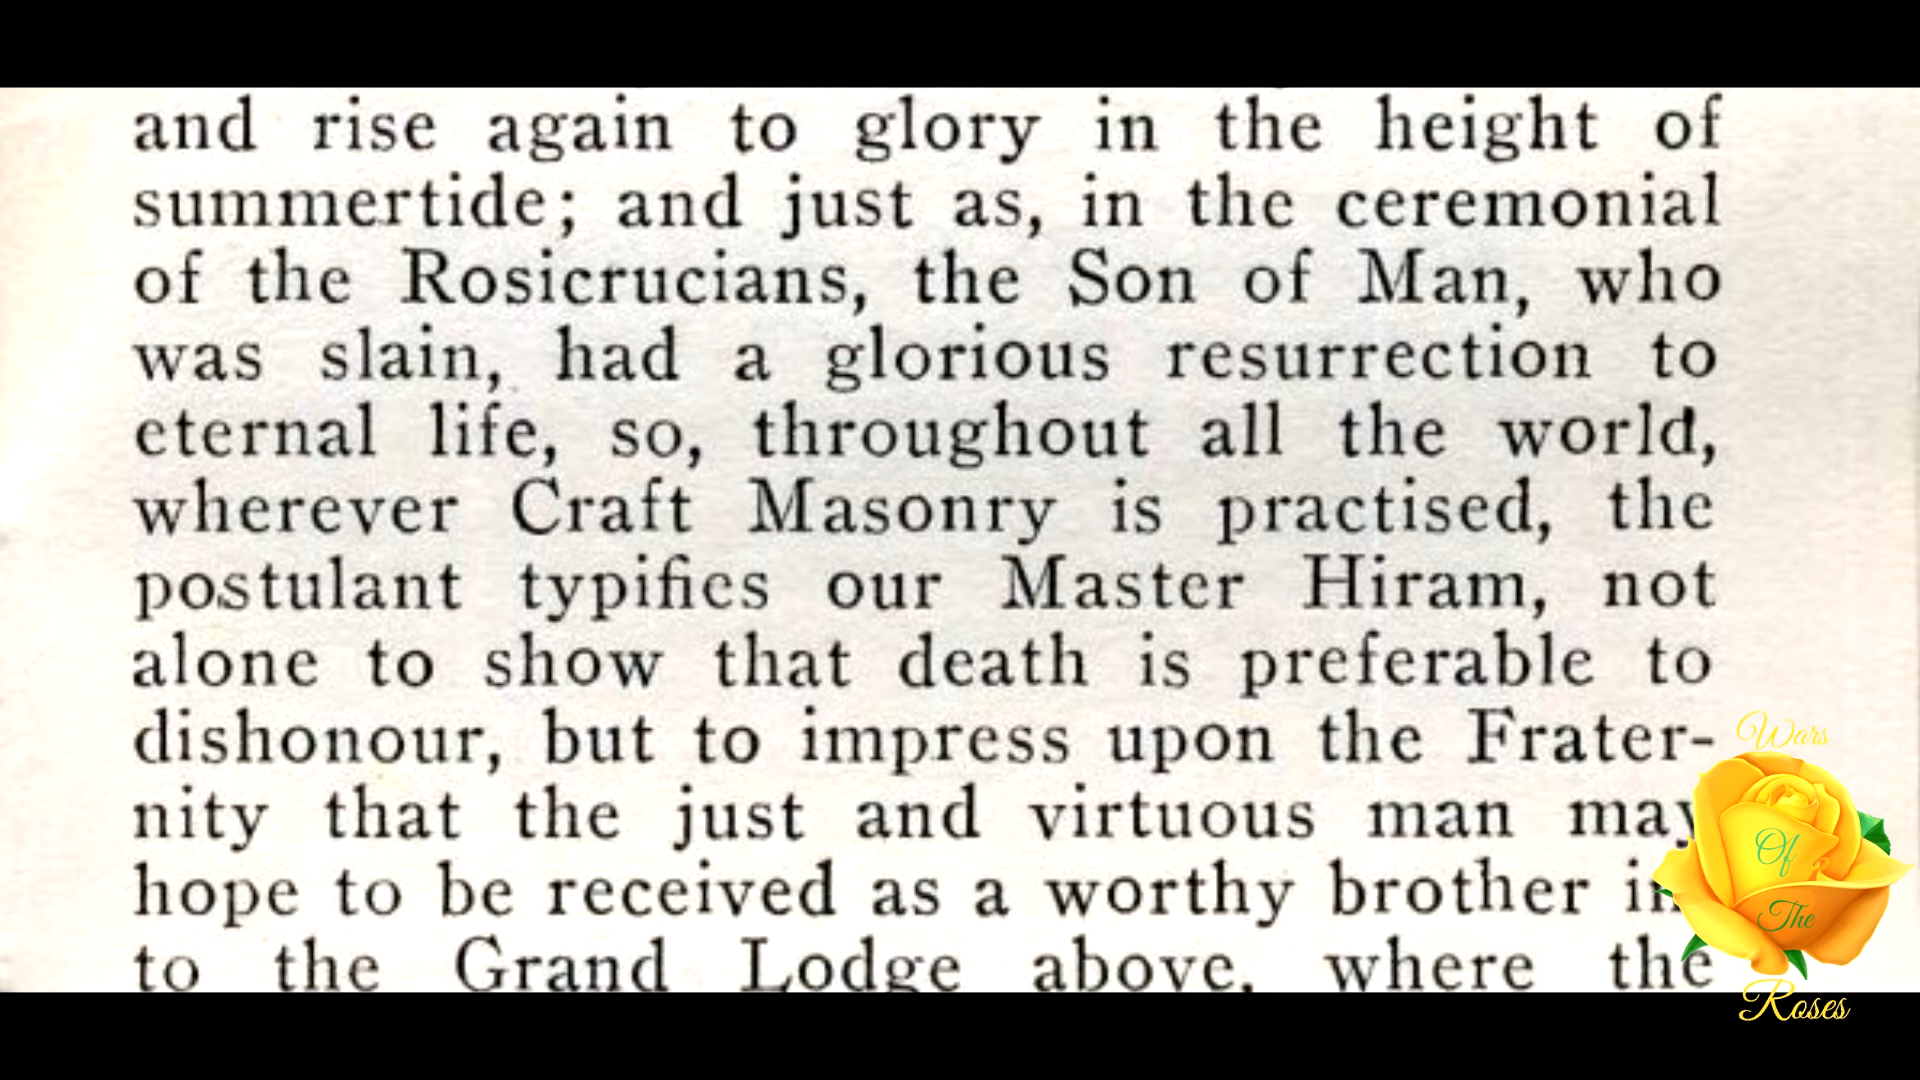 and rise again to glory in the height of
summertide; and just as, in the ceremonial
of the Rosicrucians, the Son of Man, who
was slain, had a glorious resurrection to
eternal life, so, throughout all the world,
wherever Craft Masonry is practised, the
postulant typifies our Master Hiram, not
alone to show that death is preferable to
dishonour, but to impress upon the Frater-
nity that the just and virtuous man may
hope to be received as a worthy brother in
to the Grand Lodge above, where the
Wars
Of
The
Roses